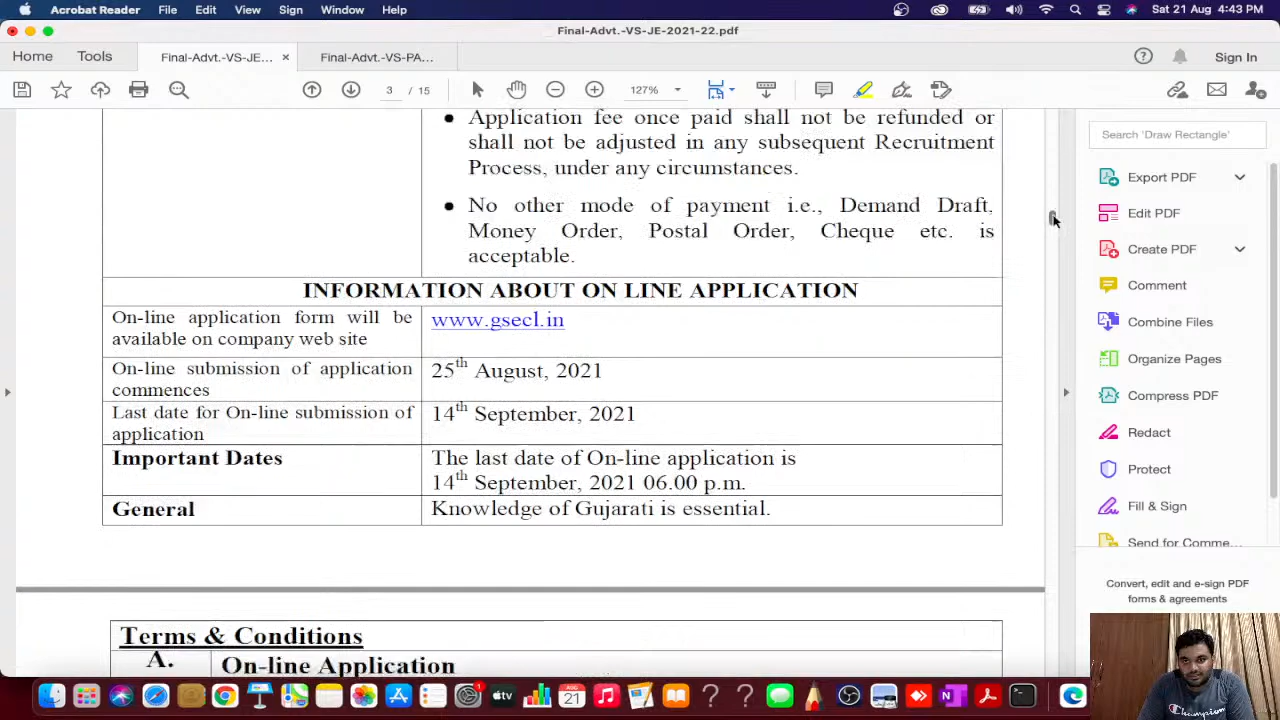 Acrobat Reader File Edit View Sign Window Help Sat 21 Aug 4:43 PM
Final-Advt.-VS-JE-2021-22.pdf
Home Tools Final-Advt.-VS-JE... × Final-Advt.-VS-PA... Sign In
3 / 15 127%
Application fee once paid shall not be refunded or
shall not be adjusted in any subsequent Recruitment
Process, under any circumstances.
No other mode of payment i.e., Demand Draft,
Money Order, Postal Order, Cheque etc. is
acceptable.
INFORMATION ABOUT ON LINE APPLICATION
On-line application form will be
available on company web site
www.gsecl.in
On-line submission of application
commences
25th August, 2021
Last date for On-line submission of
application
14th September, 2021
Important Dates
The last date of On-line application is
14th September, 2021 06.00 p.m.
General
Knowledge of Gujarati is essential.
Terms & Conditions
A. On-line Application
Search 'Draw Rectangle'
Export PDF
Edit PDF
Create PDF
Comment
Combine Files
Organize Pages
Compress PDF
Redact
Protect
Fill & Sign
Send for Comme...
Convert, edit and e-sign PDF
forms & agreements
AUG
21
tv
N
Champion